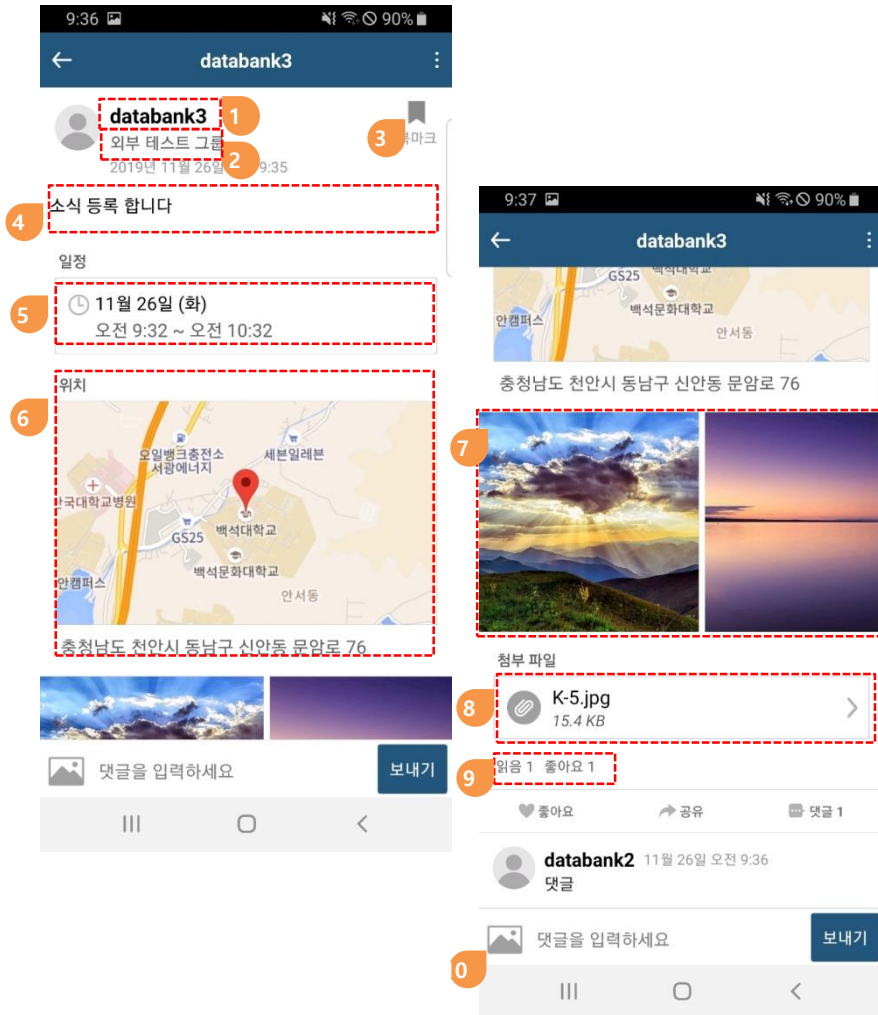 9:36 90%
databank3
databank3 1
외부 테스트 그룹
2
2019년 11월 26일 9:35
3 북마크
4 소식 등록 합니다
일정
5 11월 26일 (화)
오전 9:32 ~ 오전 10:32
6 위치
오일뱅크충전소
서광에너지
세븐일레븐
국대학교병원
GS25
백석대학교
백석문화대학교
안캠퍼스
안서동
충청남도 천안시 동남구 신안동 문암로 76
댓글을 입력하세요 보내기
9:37 90%
databank3
GS25
백석대학교
백석문화대학교
안캠퍼스
안서동
충청남도 천안시 동남구 신안동 문암로 76
7
첨부 파일
8 K-5.jpg
15.4 KB
9 읽음 1 좋아요 1
좋아요 공유 댓글 1
databank2 11월 26일 오전 9:36
댓글
댓글을 입력하세요 보내기
0